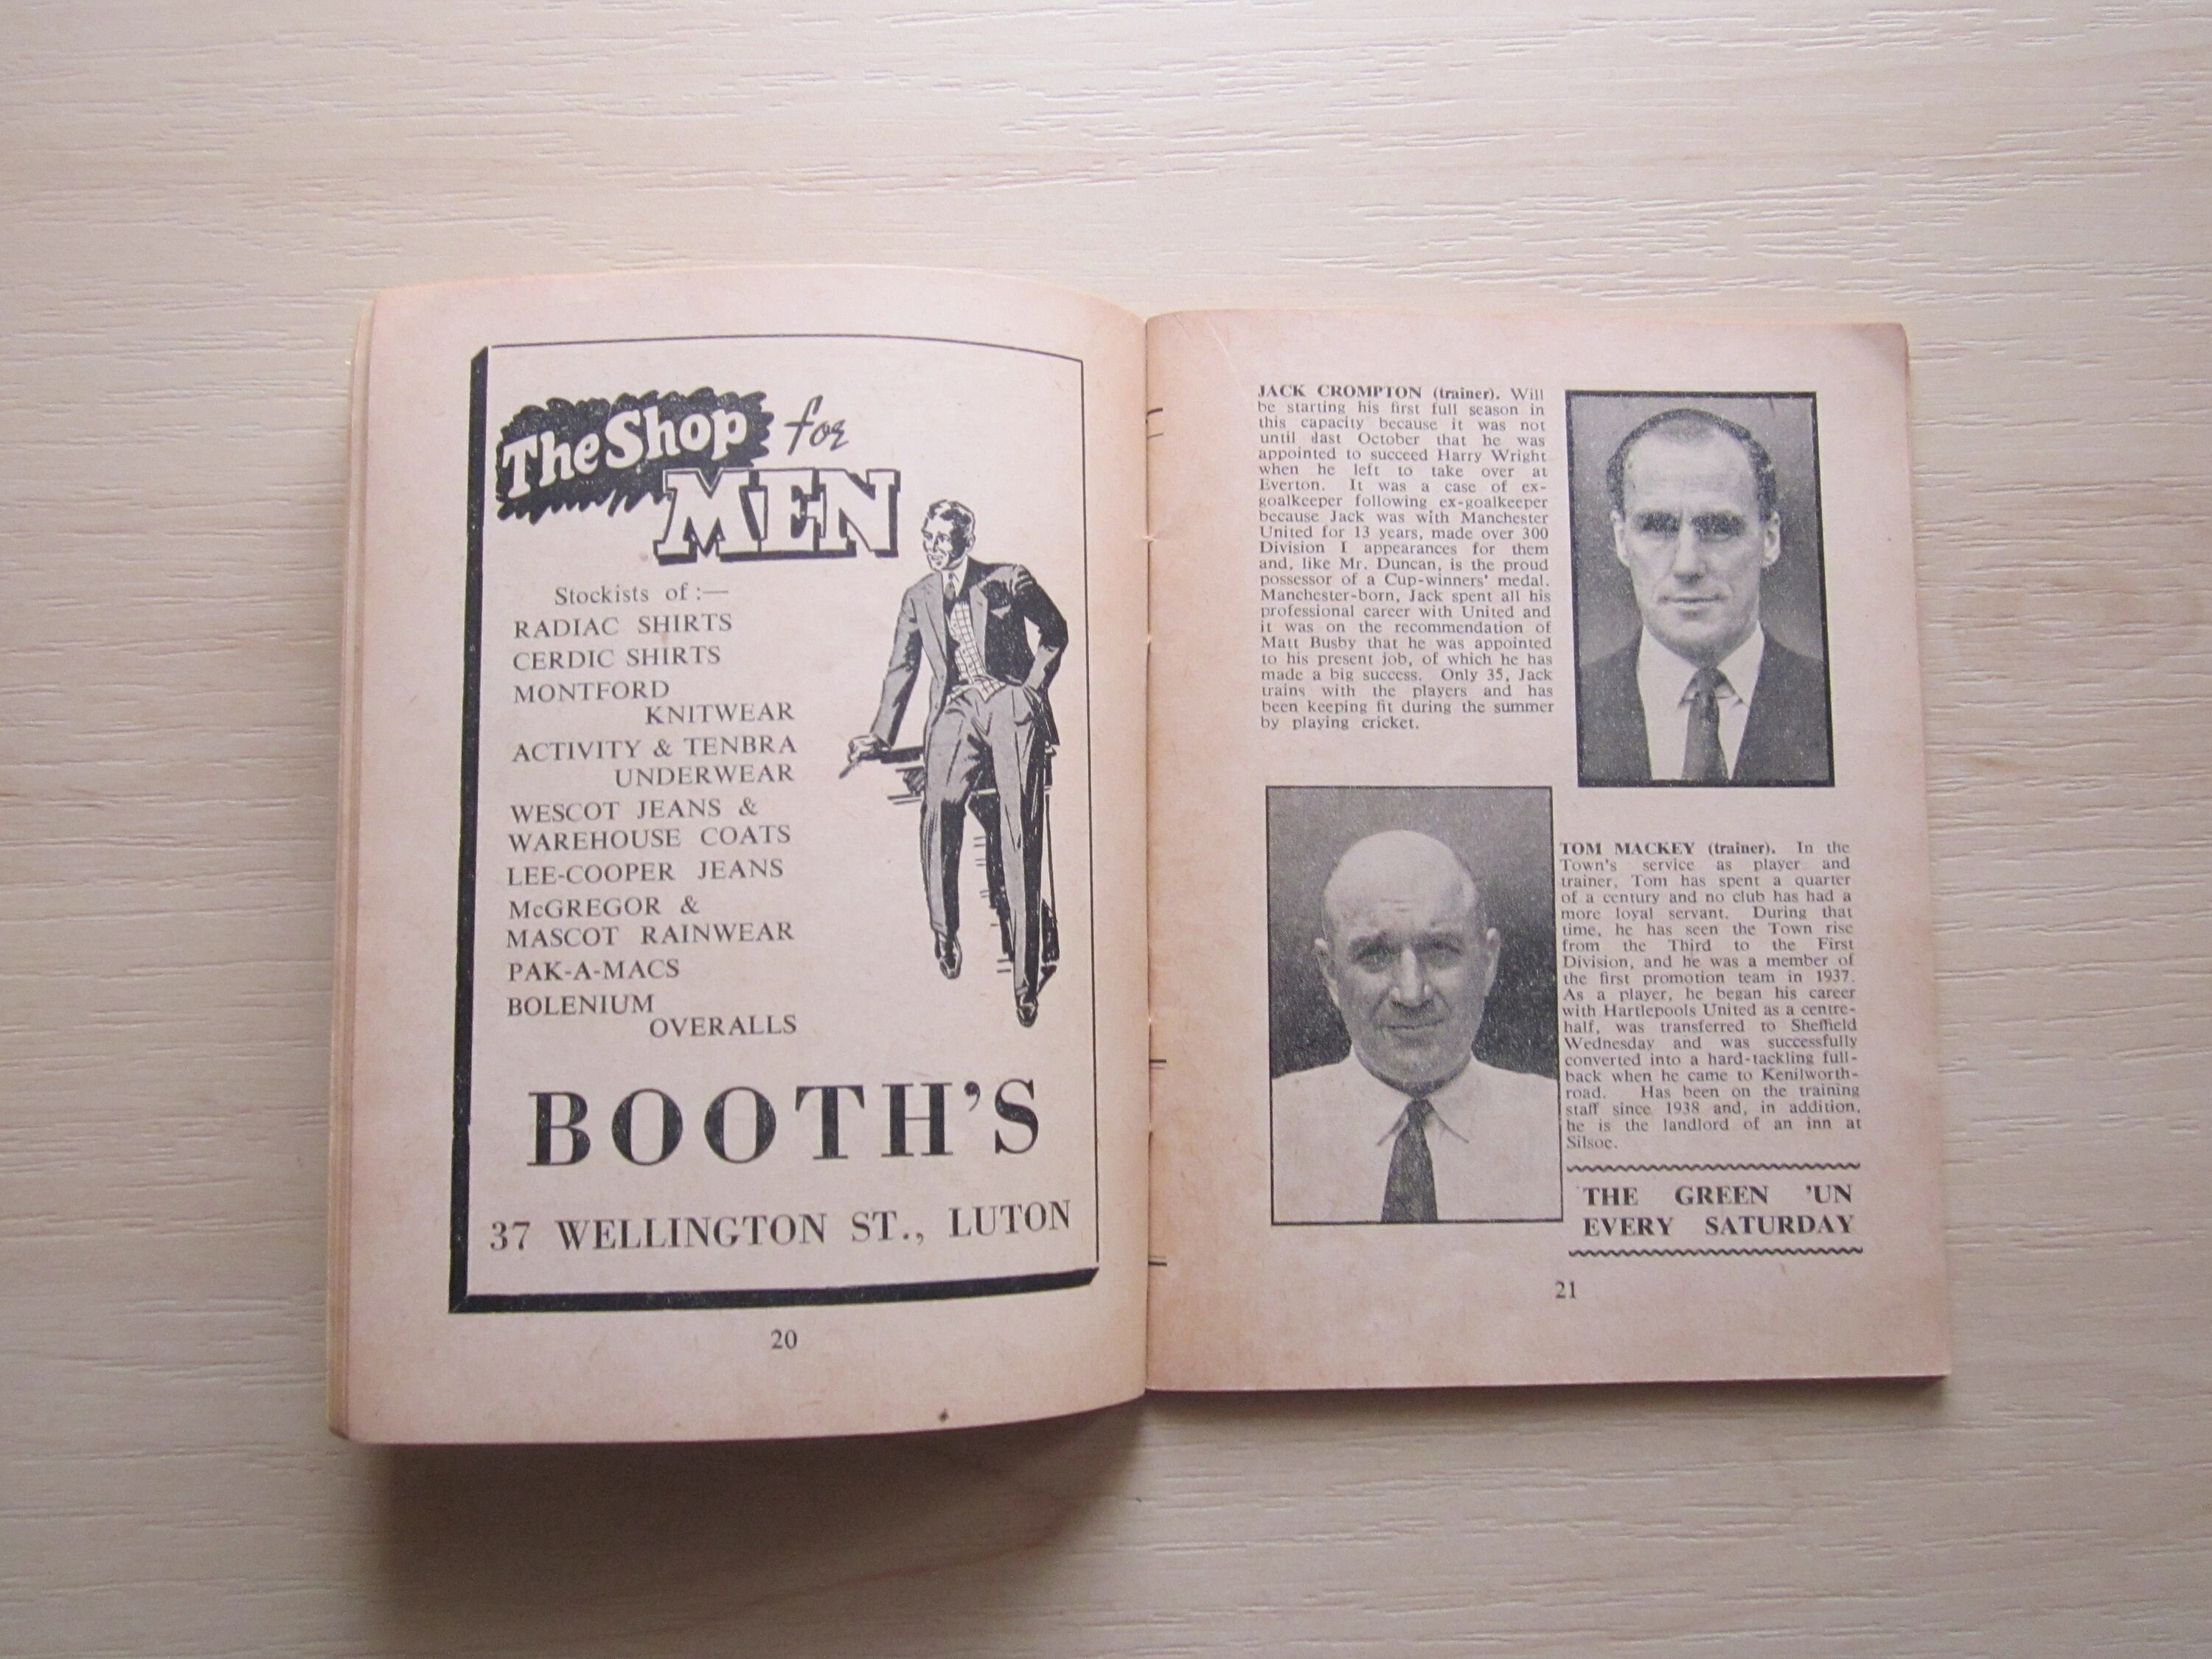 The Shop for
MEN
Stockists of :—
RADIAC SHIRTS
CERDIC SHIRTS
MONTFORD
KNITWEAR
ACTIVITY & TENBRA
UNDERWEAR
WESCOT JEANS &
WAREHOUSE COATS
LEE-COOPER JEANS
McGREGOR &
MASCOT RAINWEAR
PAK-A-MACS
BOLENIUM
OVERALLS
BOOTH'S
37 WELLINGTON ST., LUTON
20
JACK CROMPTON (trainer). Will
be starting his first full season in
this capacity because it was not
until last October that he was
appointed to succeed Harry Wright
when he left to take over at
Everton. It was a case of ex-
goalkeeper following ex-goalkeeper
because Jack was with Manchester
United for 13 years, made over 300
Division I appearances for them
and, like Mr. Duncan, is the proud
possessor of a Cup-winners' medal.
Manchester-born, Jack spent all his
professional career with United and
it was on the recommendation of
Matt Busby that he was appointed
to his present job, of which he has
made a big success. Only 35, Jack
trains with the players and has
been keeping fit during the summer
by playing cricket.
TOM MACKEY (trainer). In the
Town's service as player and
trainer, Tom has spent a quarter
of a century and no club has had a
more loyal servant. During that
time, he has seen the Town rise
from the Third to the First
Division, and he was a member of
the first promotion team in 1937.
As a player, he began his career
with Hartlepools United as a centre-
half, was transferred to Sheffield
Wednesday and was successfully
converted into a hard-tackling full-
back when he came to Kenilworth-
road. Has been on the training
staff since 1938 and, in addition,
he is the landlord of an inn at
Silsoe.
THE GREEN 'UN
EVERY SATURDAY
21